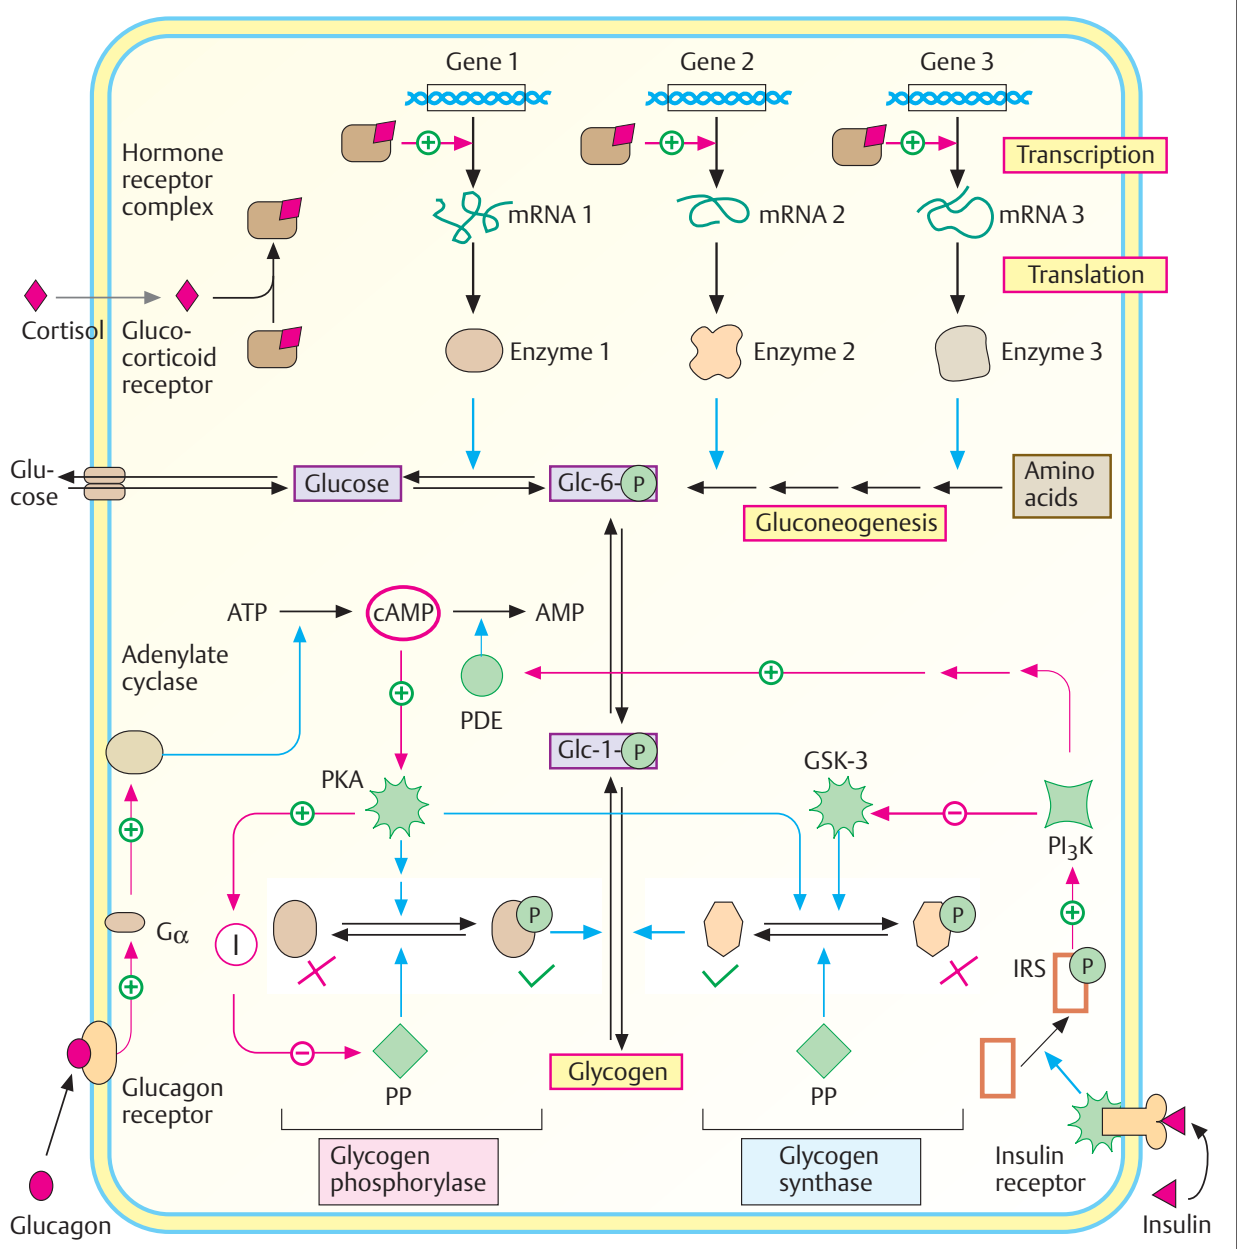 Gene 1
Gene 2
Gene 3
Hormone
receptor
complex
Transcription
mRNA 1
mRNA 2
mRNA 3
Translation
Cortisol
Gluco-
corticoid
receptor
Enzyme 1
Enzyme 2
Enzyme 3
Glu-
cose
Glucose
Glc-6- P
Amino
acids
Gluconeogenesis
ATP
cAMP
AMP
Adenylate
cyclase
PDE
Glc-1- P
PKA
GSK-3
PI₃K
Gα
I
P
P
IRS
P
Glycogen
PP
PP
Glucagon
receptor
Glycogen
phosphorylase
Glycogen
synthase
Insulin
receptor
Glucagon
Insulin